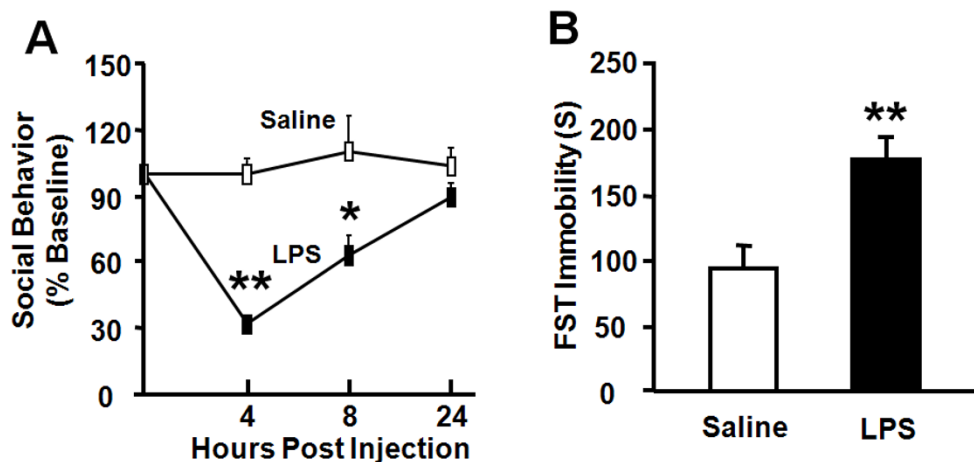 A
Social Behavior
(% Baseline)
150
120
90
60
30
0
Saline
LPS
**
*
4
8
24
Hours Post Injection
B
FST Immobility (S)
250
200
150
100
50
0
**
Saline
LPS